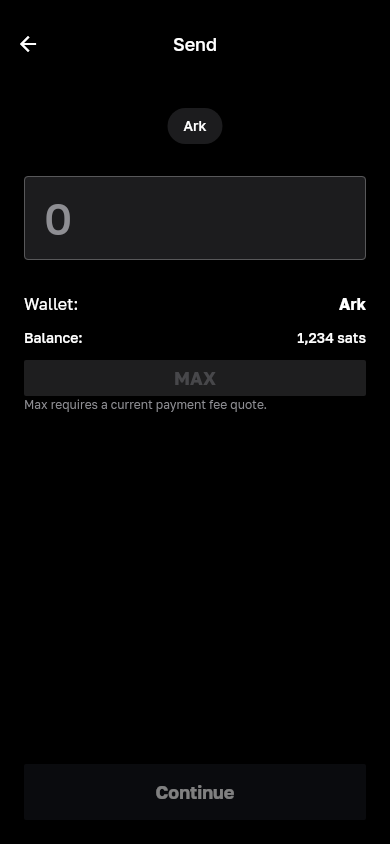 Send
Ark
0
Wallet: Ark
Balance: 1,234 sats
MAX
Max requires a current payment fee quote.
Continue